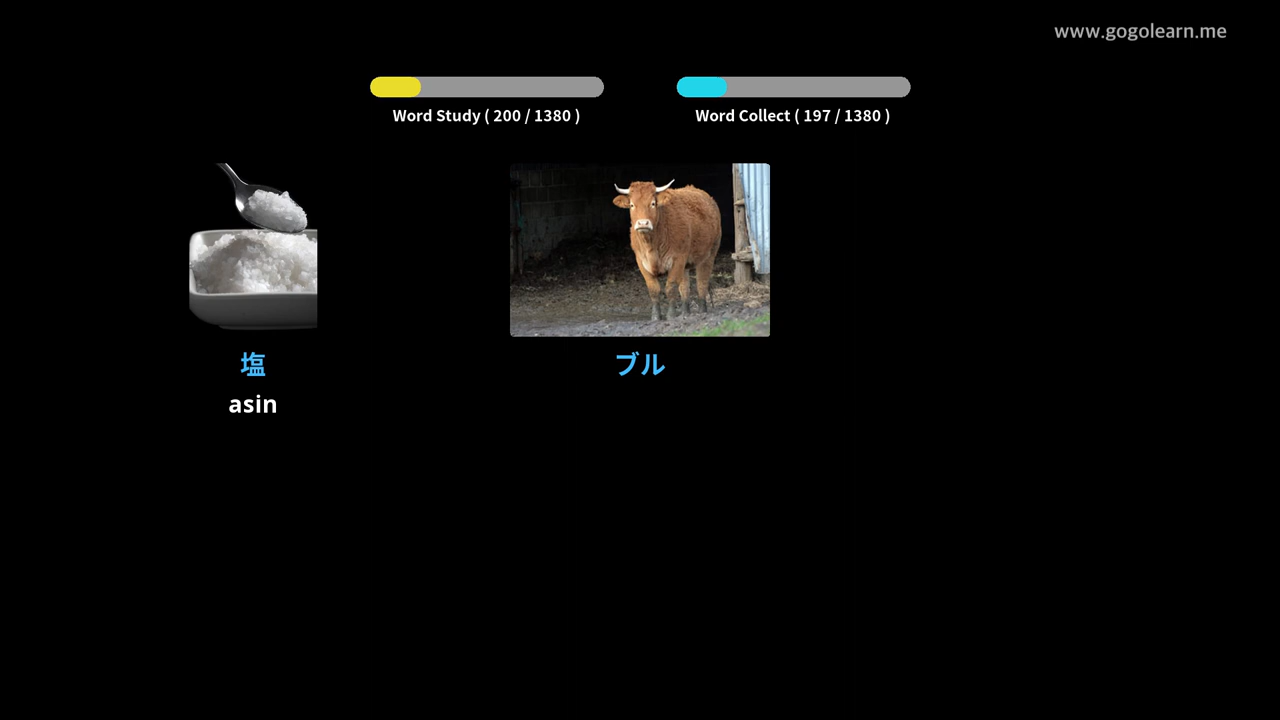 www.gogolearn.me
Word Study ( 200 / 1380 )
Word Collect ( 197 / 1380 )
塩
asin
ブル